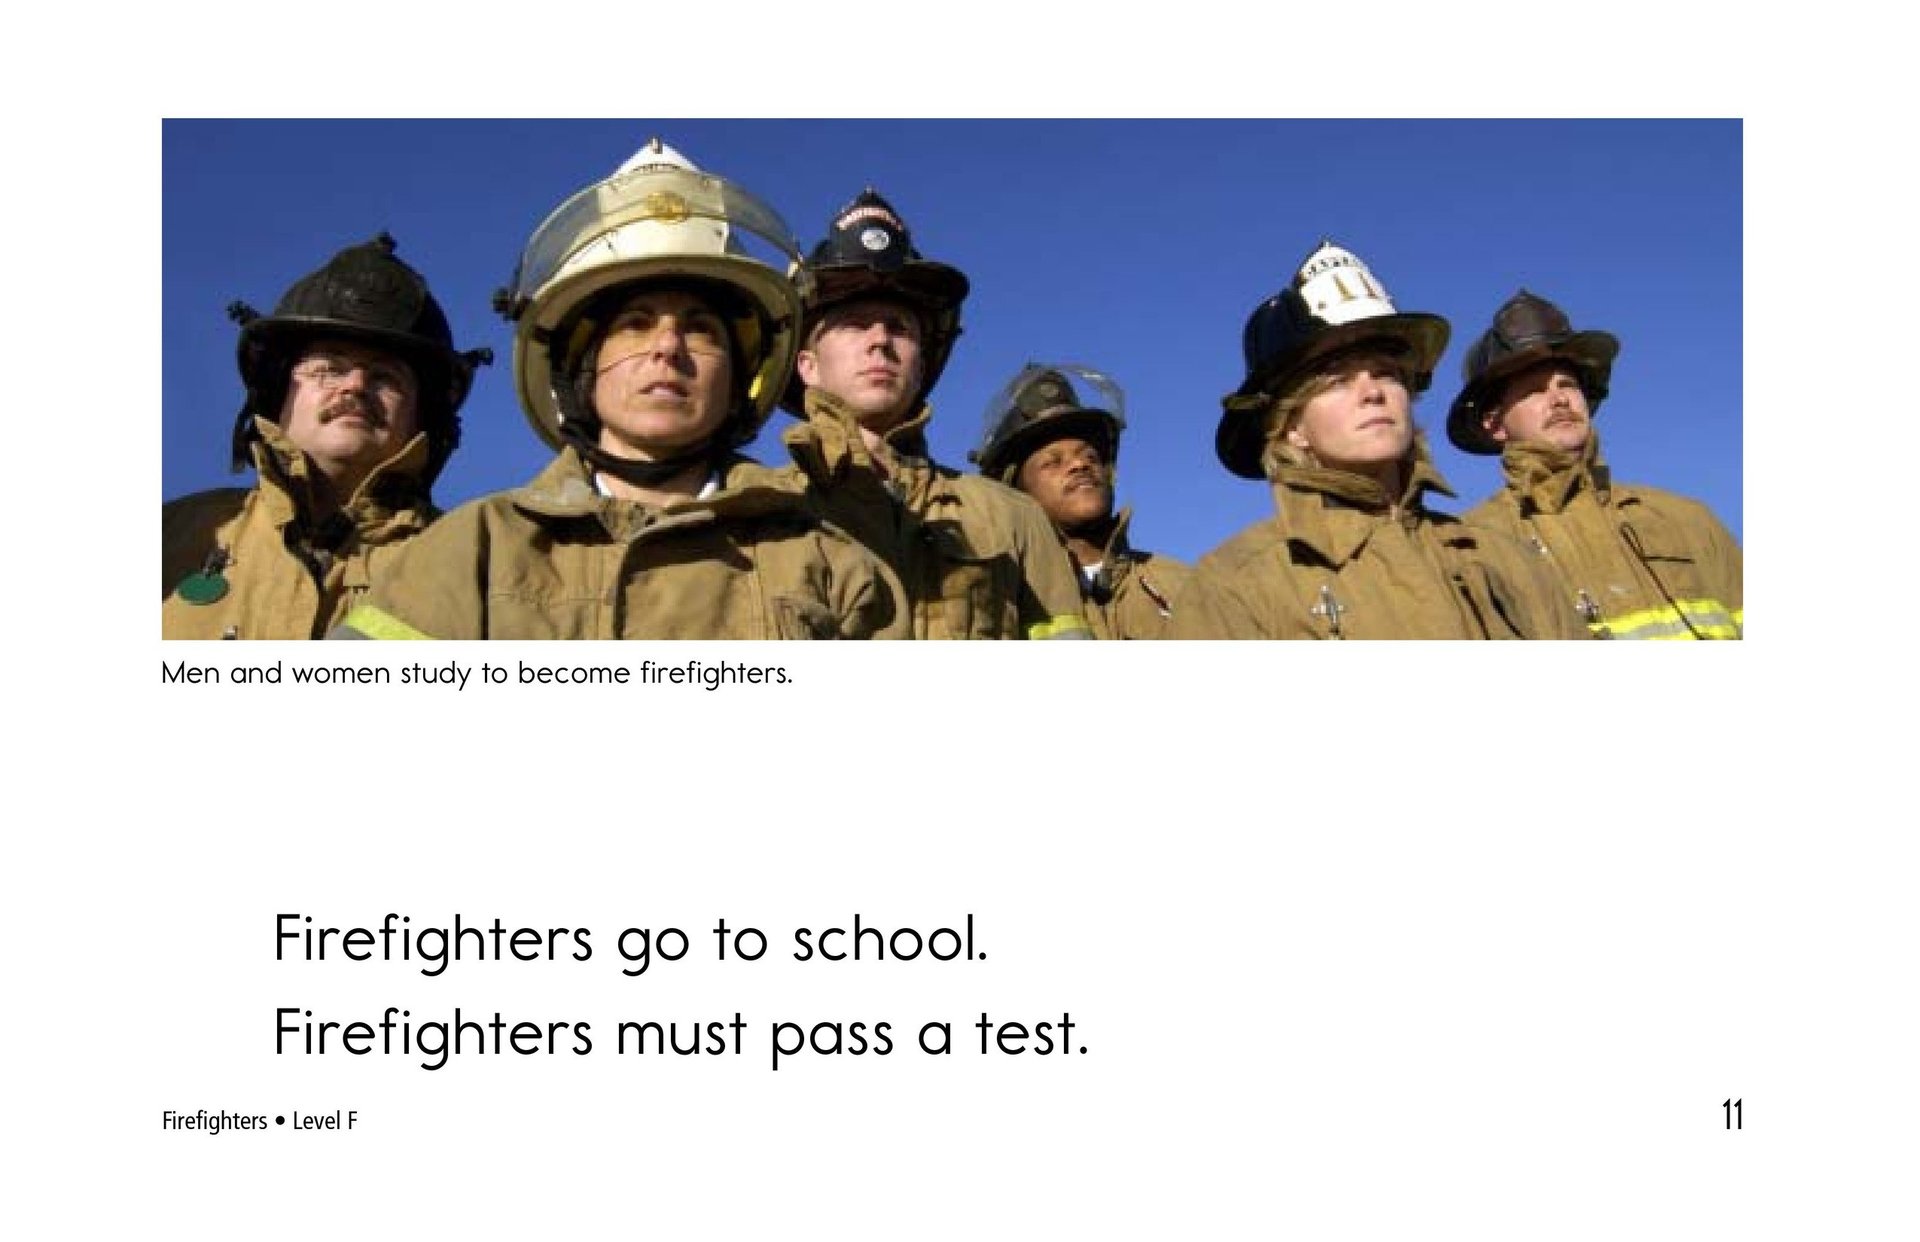 Men and women study to become firefighters.
Firefighters go to school.
Firefighters must pass a test.
Firefighters • Level F
11